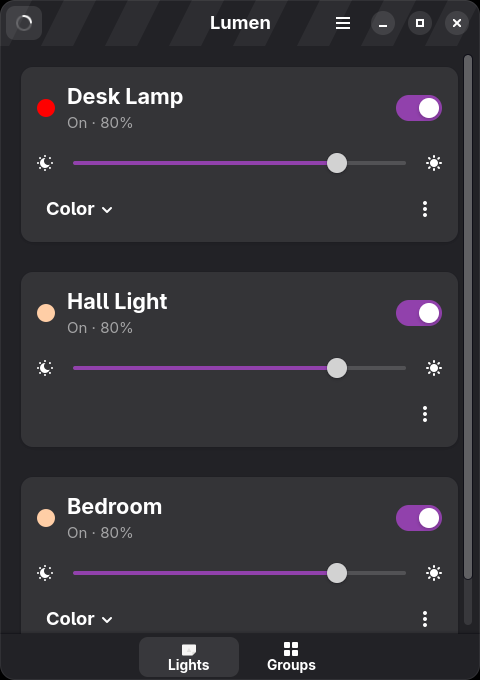 Lumen
Desk Lamp
On · 80%
Color
Hall Light
On · 80%
Bedroom
On · 80%
Color
Lights
Groups